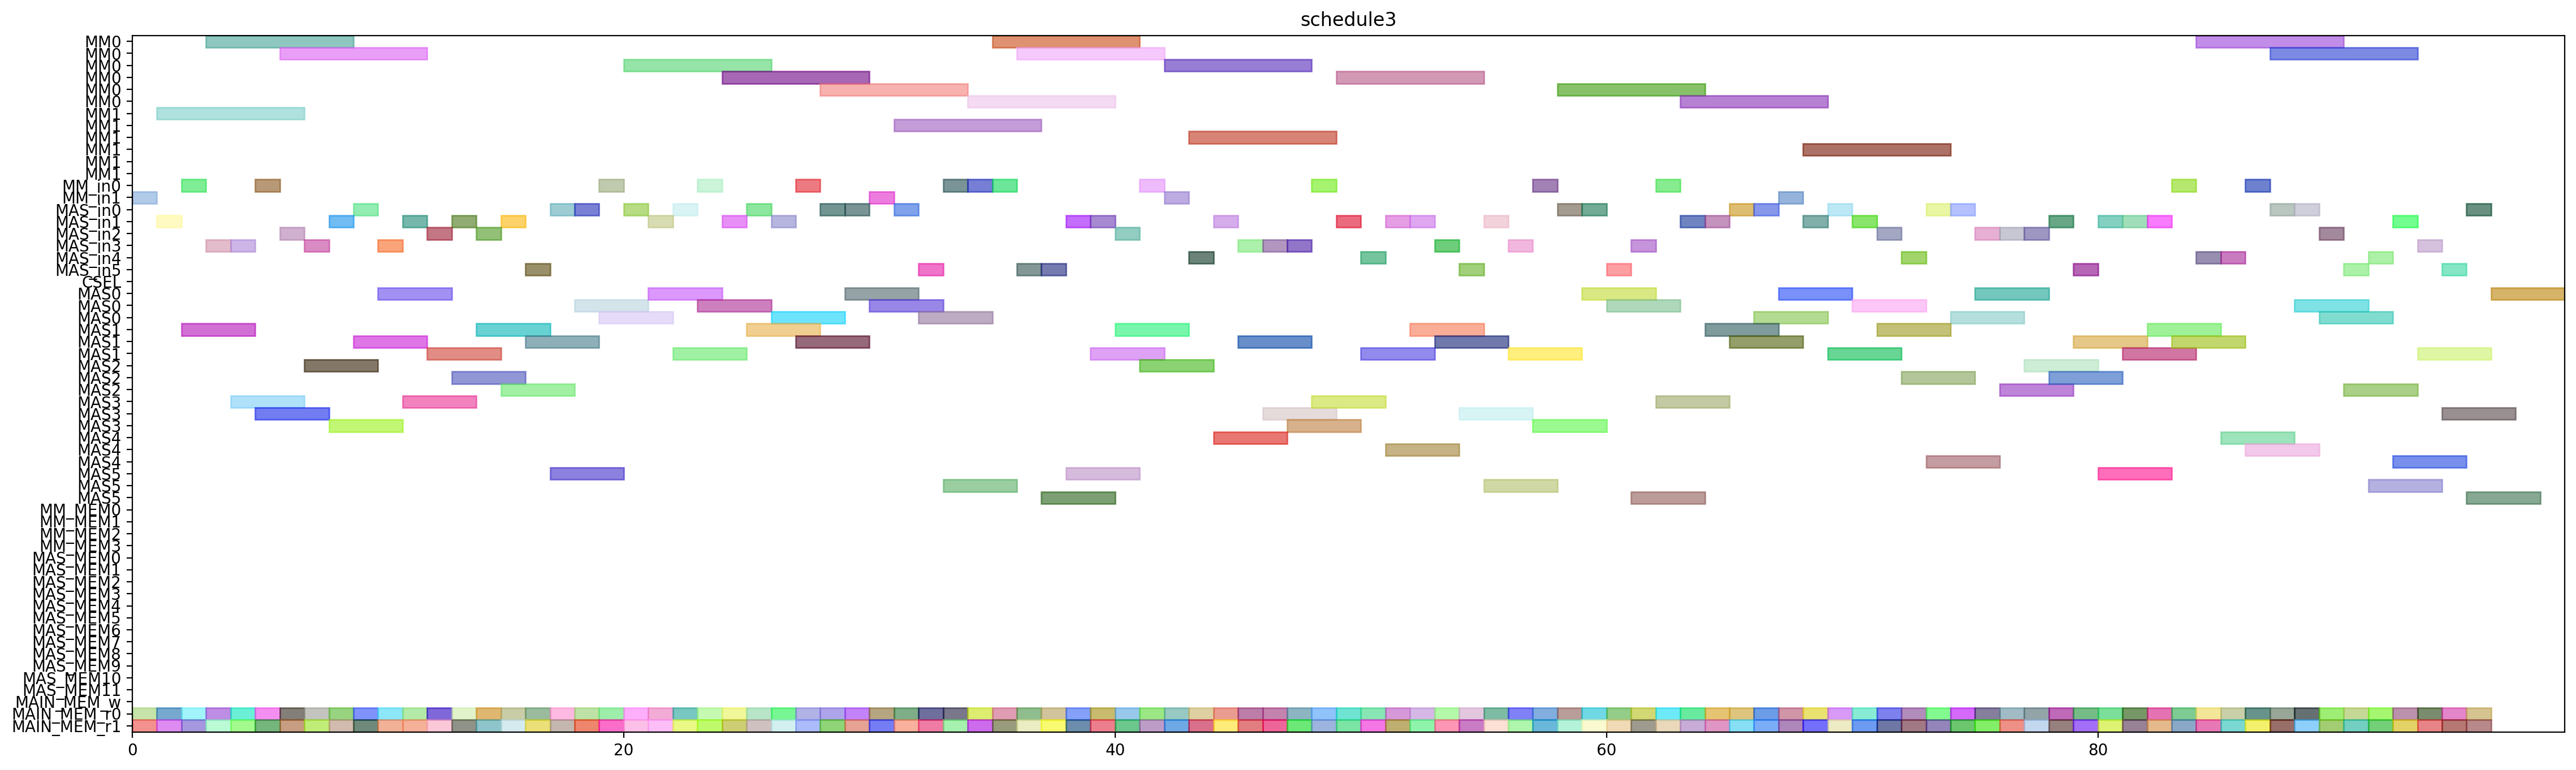 schedule3
MM0
MM0
MM0
MM0
MM0
MM0
MM1
MM1
MM1
MM1
MM1
MM1
MM_in0
MM_in1
MAS_in0
MAS_in1
MAS_in2
MAS_in3
MAS_in4
MAS_in5
CSEL
MAS0
MAS0
MAS0
MAS1
MAS1
MAS1
MAS2
MAS2
MAS2
MAS3
MAS3
MAS3
MAS4
MAS4
MAS4
MAS5
MAS5
MAS5
MM_MEM0
MM_MEM1
MM_MEM2
MM_MEM3
MAS_MEM0
MAS_MEM1
MAS_MEM2
MAS_MEM3
MAS_MEM4
MAS_MEM5
MAS_MEM6
MAS_MEM7
MAS_MEM8
MAS_MEM9
MAS_MEM10
MAS_MEM11
MAIN_MEM_w
MAIN_MEM_r0
MAIN_MEM_r1
0 20 40 60 80